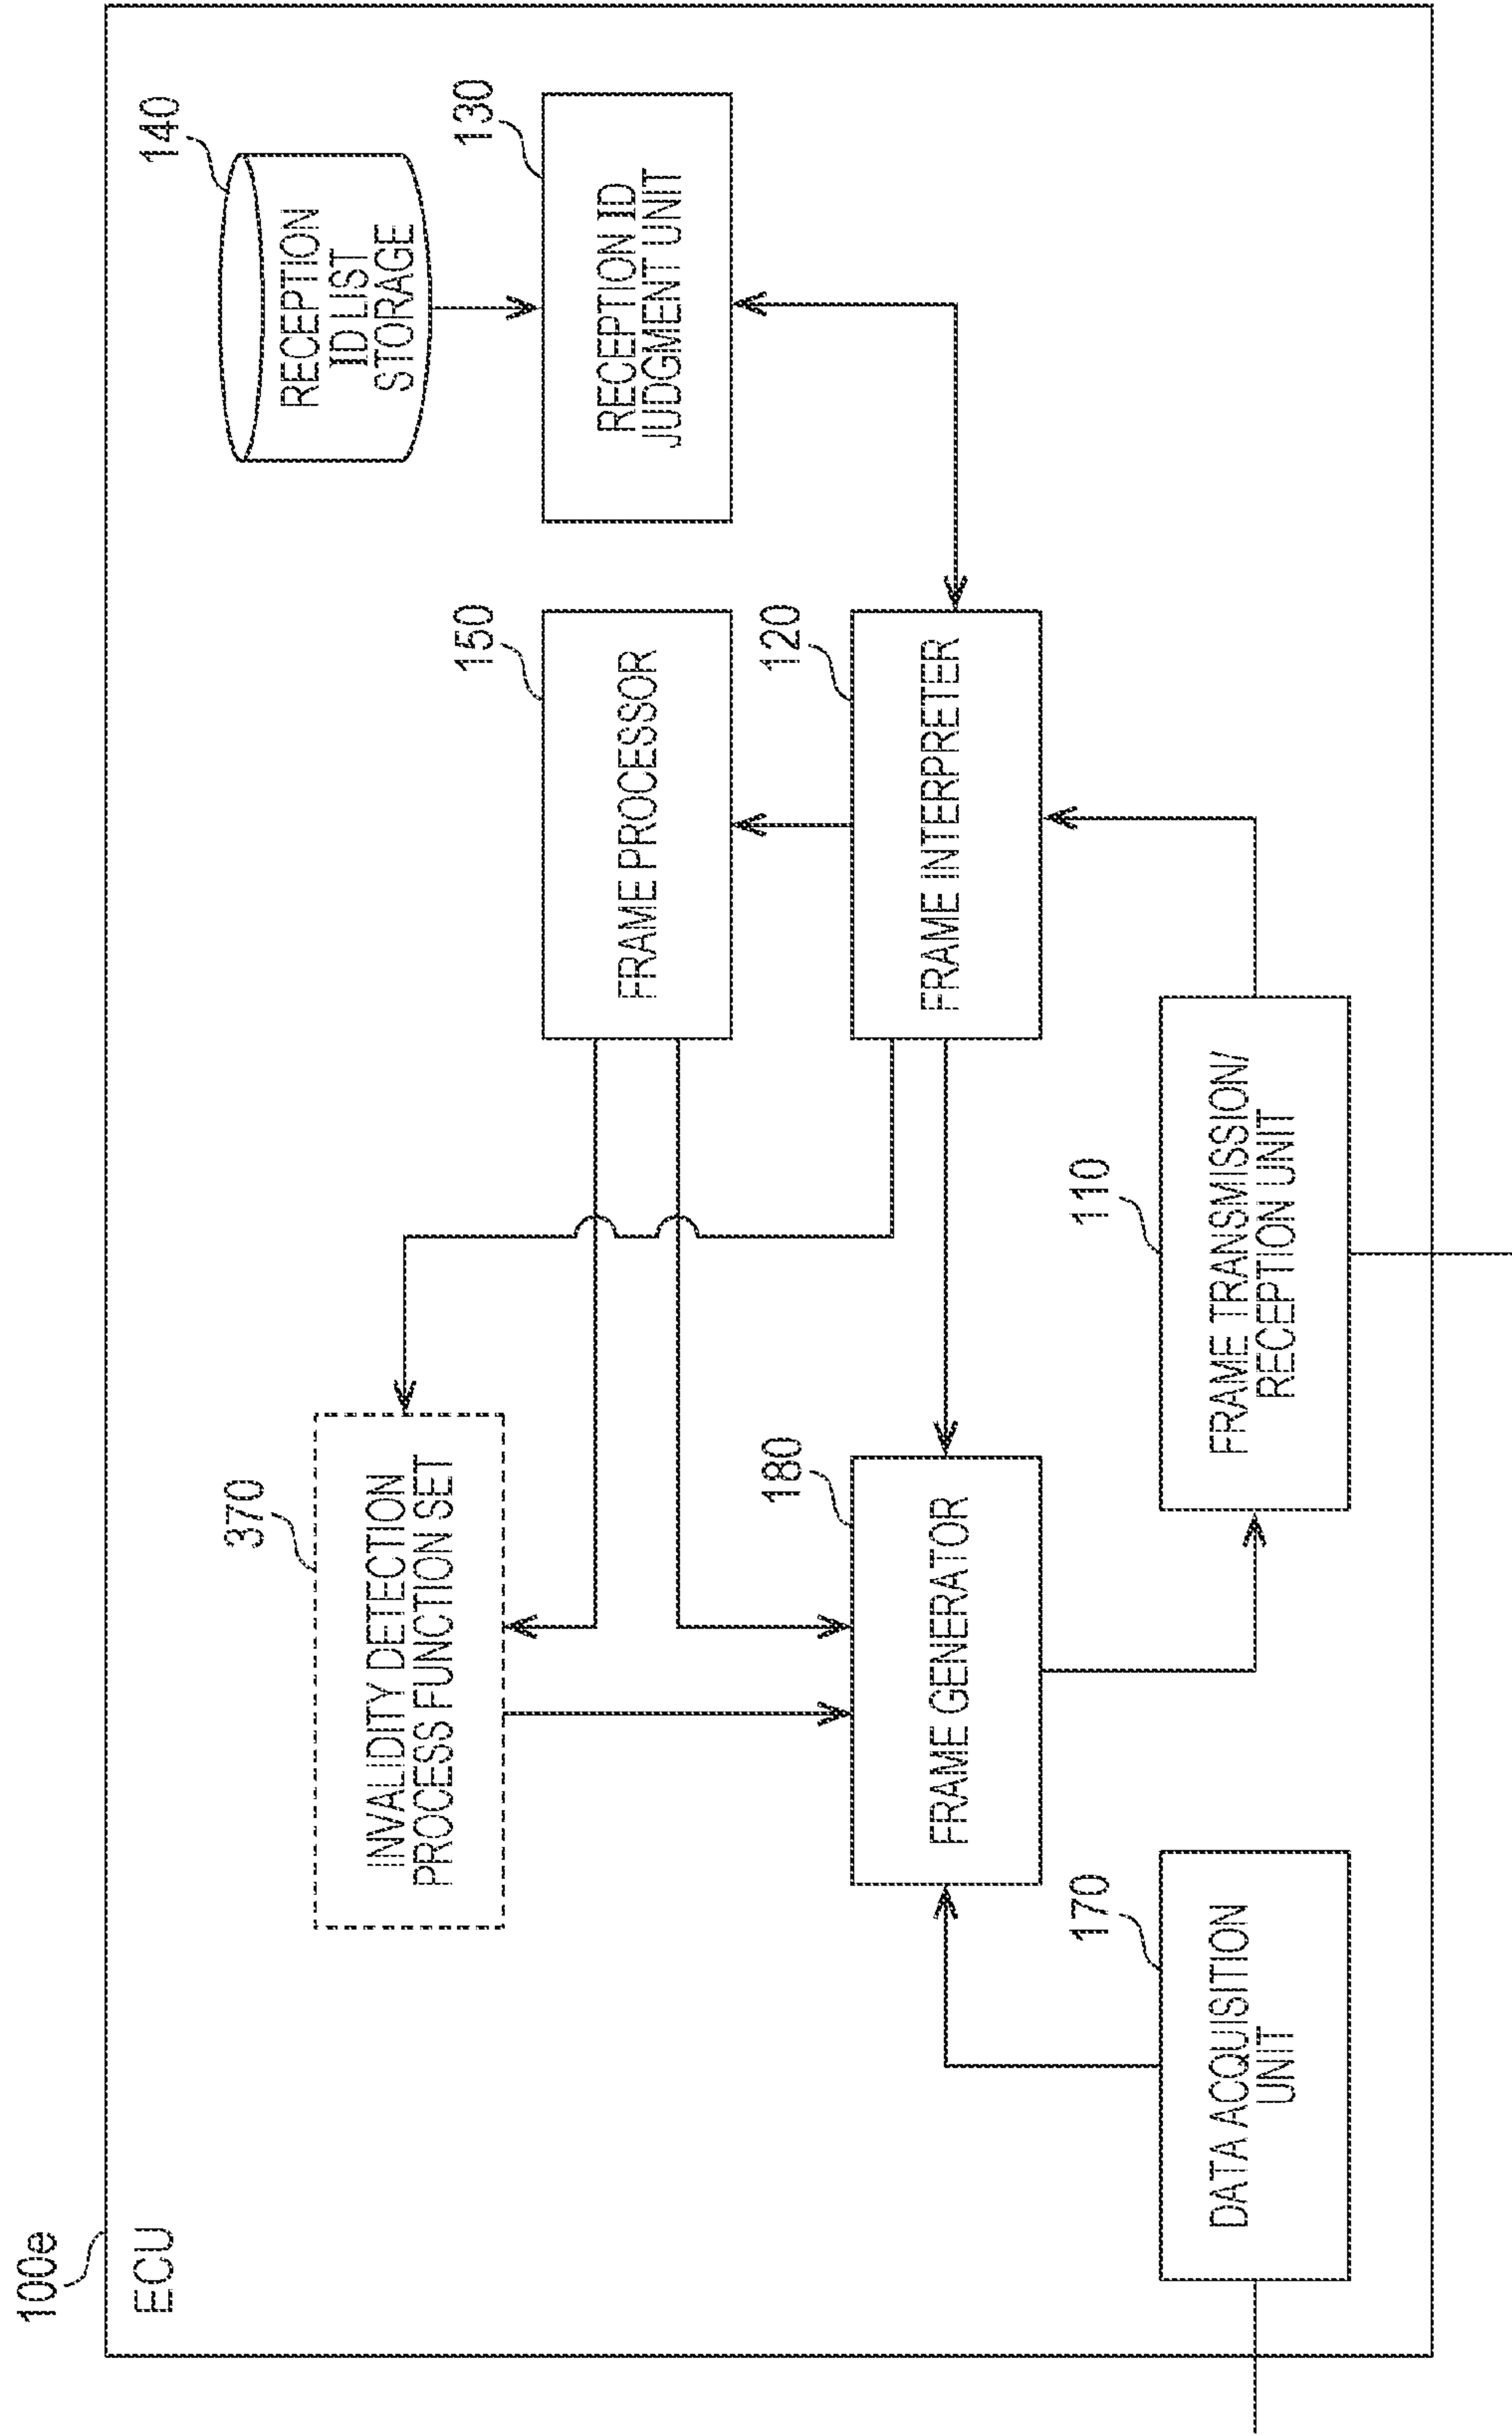 100e
ECU
370
INVALIDITY DETECTION
PROCESS FUNCTION SET
150
FRAME PROCESSOR
140
RECEPTION
ID LIST
STORAGE
130
RECEPTION ID
JUDGMENT UNIT
180
FRAME GENERATOR
120
FRAME INTERPRETER
170
DATA ACQUISITION
UNIT
110
FRAME TRANSMISSION/
RECEPTION UNIT